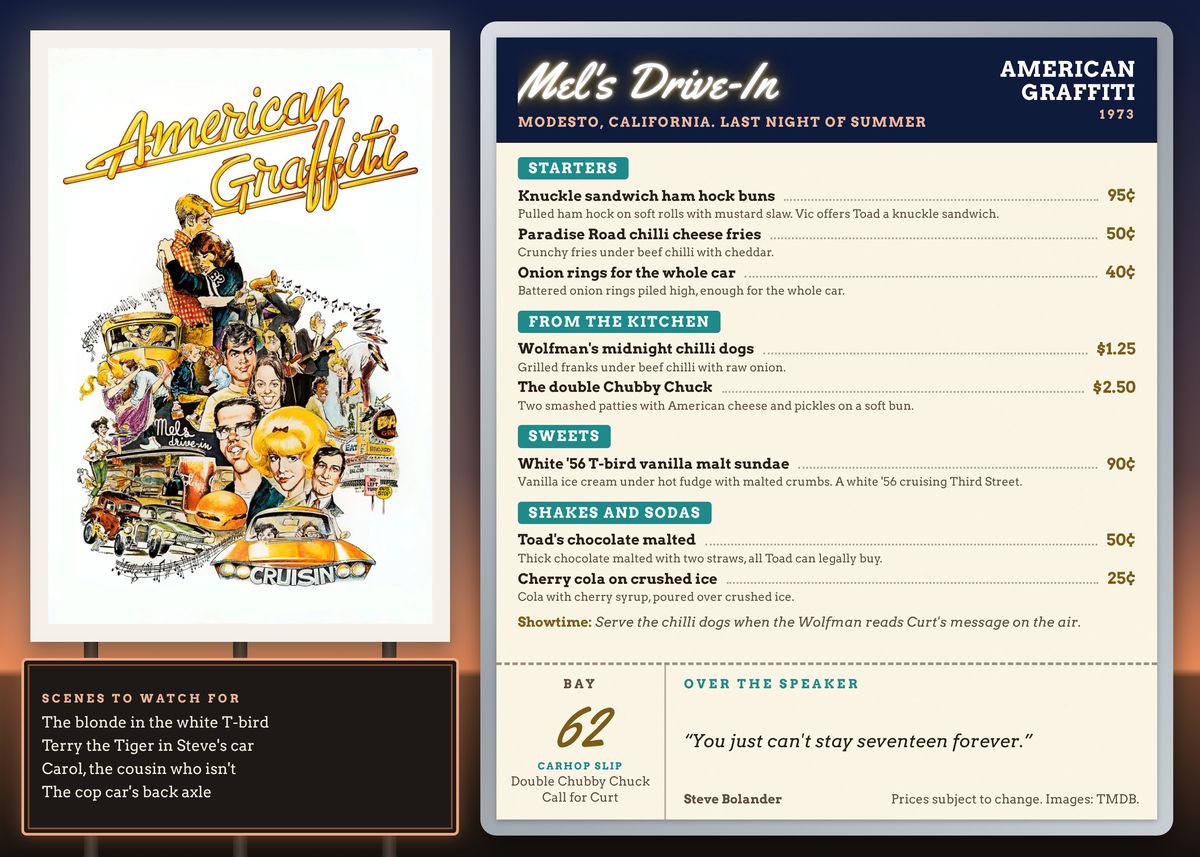 American
Graffiti
Mel's
drive-in
EAT
CRUISIN'
SCENES TO WATCH FOR
The blonde in the white T-bird
Terry the Tiger in Steve's car
Carol, the cousin who isn't
The cop car's back axle
Mel's Drive-In
MODESTO, CALIFORNIA. LAST NIGHT OF SUMMER
AMERICAN
GRAFFITI
1973
STARTERS
Knuckle sandwich ham hock buns 95¢
Pulled ham hock on soft rolls with mustard slaw. Vic offers Toad a knuckle sandwich.
Paradise Road chilli cheese fries 50¢
Crunchy fries under beef chilli with cheddar.
Onion rings for the whole car 40¢
Battered onion rings piled high, enough for the whole car.
FROM THE KITCHEN
Wolfman's midnight chilli dogs $1.25
Grilled franks under beef chilli with raw onion.
The double Chubby Chuck $2.50
Two smashed patties with American cheese and pickles on a soft bun.
SWEETS
White '56 T-bird vanilla malt sundae 90¢
Vanilla ice cream under hot fudge with malted crumbs. A white '56 cruising Third Street.
SHAKES AND SODAS
Toad's chocolate malted 50¢
Thick chocolate malted with two straws, all Toad can legally buy.
Cherry cola on crushed ice 25¢
Cola with cherry syrup, poured over crushed ice.
Showtime: Serve the chilli dogs when the Wolfman reads Curt's message on the air.
BAY
62
CARHOP SLIP
Double Chubby Chuck
Call for Curt
OVER THE SPEAKER
“You just can't stay seventeen forever.”
Steve Bolander
Prices subject to change. Images: TMDB.